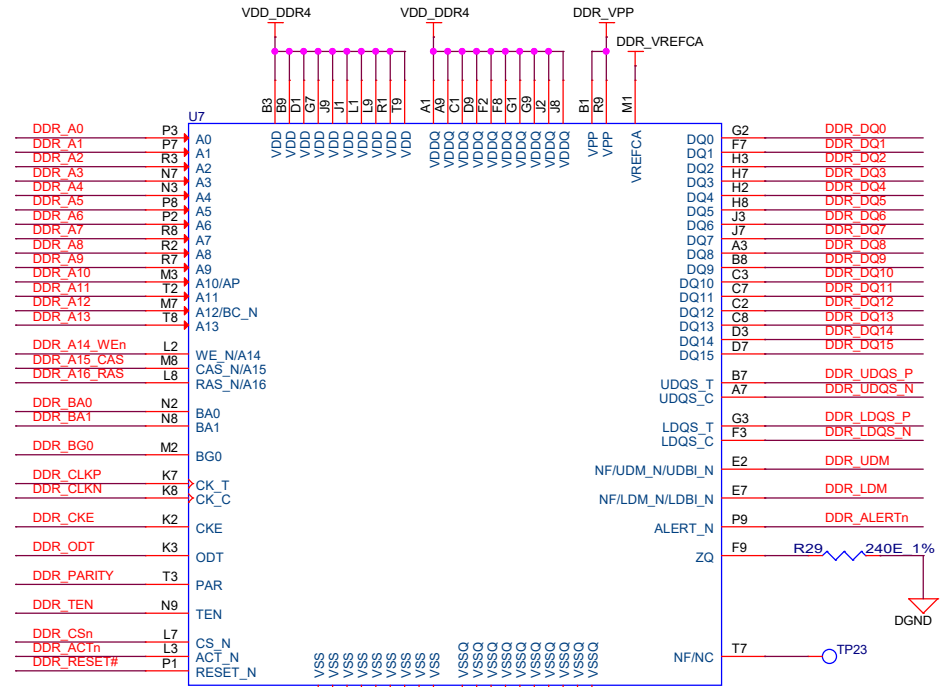 VDD_DDR4 VDD_DDR4 DDR_VPP
DDR_VREFCA
B3 B9 D1 G7 J9 J1 L1 L9 R1 T9 A1 A9 C1 D9 F2 F8 G1 G9 J2 J8 B1 R9 M1
U7
VDD VDD VDD VDD VDD VDD VDD VDD VDD VDD VDDQ VDDQ VDDQ VDDQ VDDQ VDDQ VDDQ VDDQ VDDQ VDDQ VPP VPP VREFCA
DDR_A0 P3 A0 DQ0 G2 DDR_DQ0
DDR_A1 P7 A1 DQ1 F7 DDR_DQ1
DDR_A2 R3 A2 DQ2 H3 DDR_DQ2
DDR_A3 N7 A3 DQ3 H7 DDR_DQ3
DDR_A4 N3 A4 DQ4 H2 DDR_DQ4
DDR_A5 P8 A5 DQ5 H8 DDR_DQ5
DDR_A6 P2 A6 DQ6 J3 DDR_DQ6
DDR_A7 R8 A7 DQ7 J7 DDR_DQ7
DDR_A8 R2 A8 DQ8 A3 DDR_DQ8
DDR_A9 R7 A9 DQ9 B8 DDR_DQ9
DDR_A10 M3 A10/AP DQ10 C3 DDR_DQ10
DDR_A11 T2 A11 DQ11 C7 DDR_DQ11
DDR_A12 M7 A12/BC_N DQ12 C2 DDR_DQ12
DDR_A13 T8 A13 DQ13 C8 DDR_DQ13
DQ14 D3 DDR_DQ14
DDR_A14_WEn L2 WE_N/A14 DQ15 D7 DDR_DQ15
DDR_A15_CAS M8 CAS_N/A15
DDR_A16_RAS L8 RAS_N/A16 UDQS_T B7 DDR_UDQS_P
UDQS_C A7 DDR_UDQS_N
DDR_BA0 N2 BA0
DDR_BA1 N8 BA1 LDQS_T G3 DDR_LDQS_P
LDQS_C F3 DDR_LDQS_N
DDR_BG0 M2 BG0
NF/UDM_N/UDBI_N E2 DDR_UDM
DDR_CLKP K7 CK_T
DDR_CLKN K8 CK_C NF/LDM_N/LDBI_N E7 DDR_LDM
DDR_CKE K2 CKE ALERT_N P9 DDR_ALERTn
DDR_ODT K3 ODT ZQ F9 R29 240E 1%
DDR_PARITY T3 PAR
DDR_TEN N9 TEN DGND
DDR_CSn L7 CS_N
DDR_ACTn L3 ACT_N NF/NC T7 TP23
DDR_RESET# P1 RESET_N
VSS VSS VSS VSS VSS VSS VSS VSS VSS VSSQ VSSQ VSSQ VSSQ VSSQ VSSQ VSSQ VSSQ VSSQ VSSQ